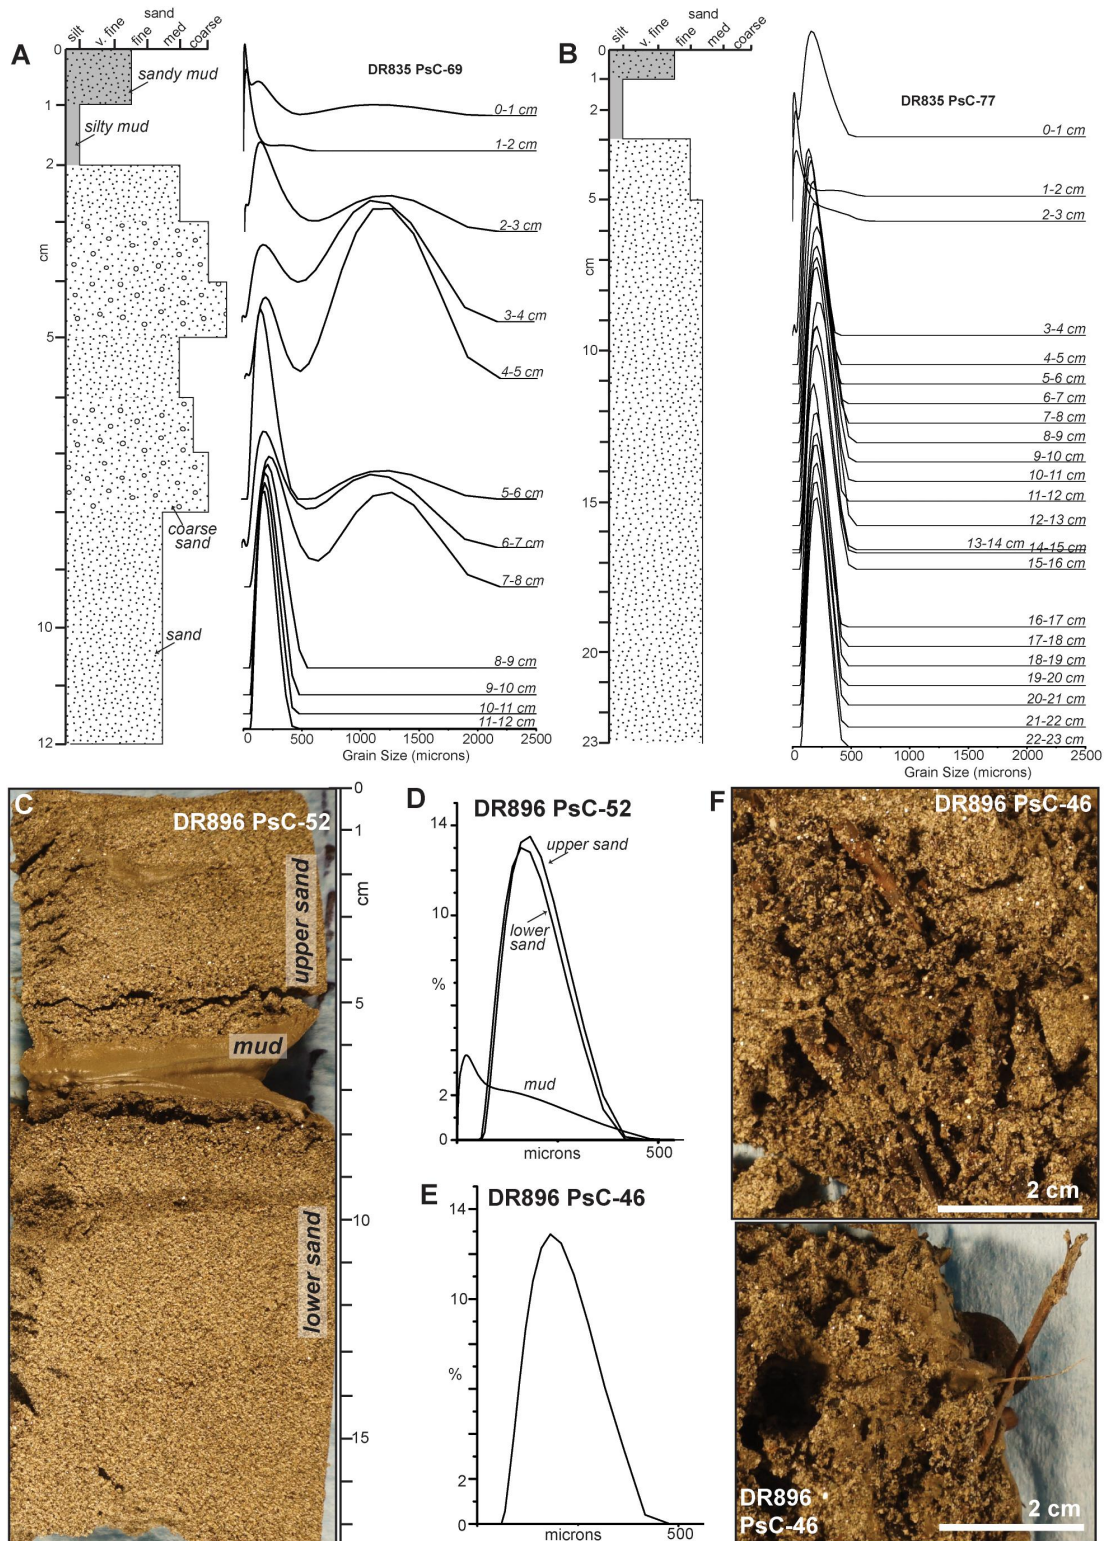 A
sand
silt
v. fine
fine
med
coarse
0
1
2
5
10
12
cm
sandy mud
silty mud
coarse
sand
sand
DR835 PsC-69
0-1 cm
1-2 cm
2-3 cm
3-4 cm
4-5 cm
5-6 cm
6-7 cm
7-8 cm
8-9 cm
9-10 cm
10-11 cm
11-12 cm
0 500 1000 1500 2000 2500
Grain Size (microns)
B
sand
silt
v. fine
fine
med
coarse
0
1
2
5
10
15
20
23
cm
DR835 PsC-77
0-1 cm
1-2 cm
2-3 cm
3-4 cm
4-5 cm
5-6 cm
6-7 cm
7-8 cm
8-9 cm
9-10 cm
10-11 cm
11-12 cm
12-13 cm
13-14 cm 14-15 cm
15-16 cm
16-17 cm
17-18 cm
18-19 cm
19-20 cm
20-21 cm
21-22 cm
22-23 cm
0 500 1000 1500 2000 2500
Grain Size (microns)
C
DR896 PsC-52
upper sand
mud
lower sand
0
1
cm
5
10
15
D
DR896 PsC-52
14
10
%
2
0
upper sand
lower
sand
mud
microns 500
E
DR896 PsC-46
14
10
%
2
0
microns 500
F
DR896 PsC-46
2 cm
DR896
PsC-46
2 cm